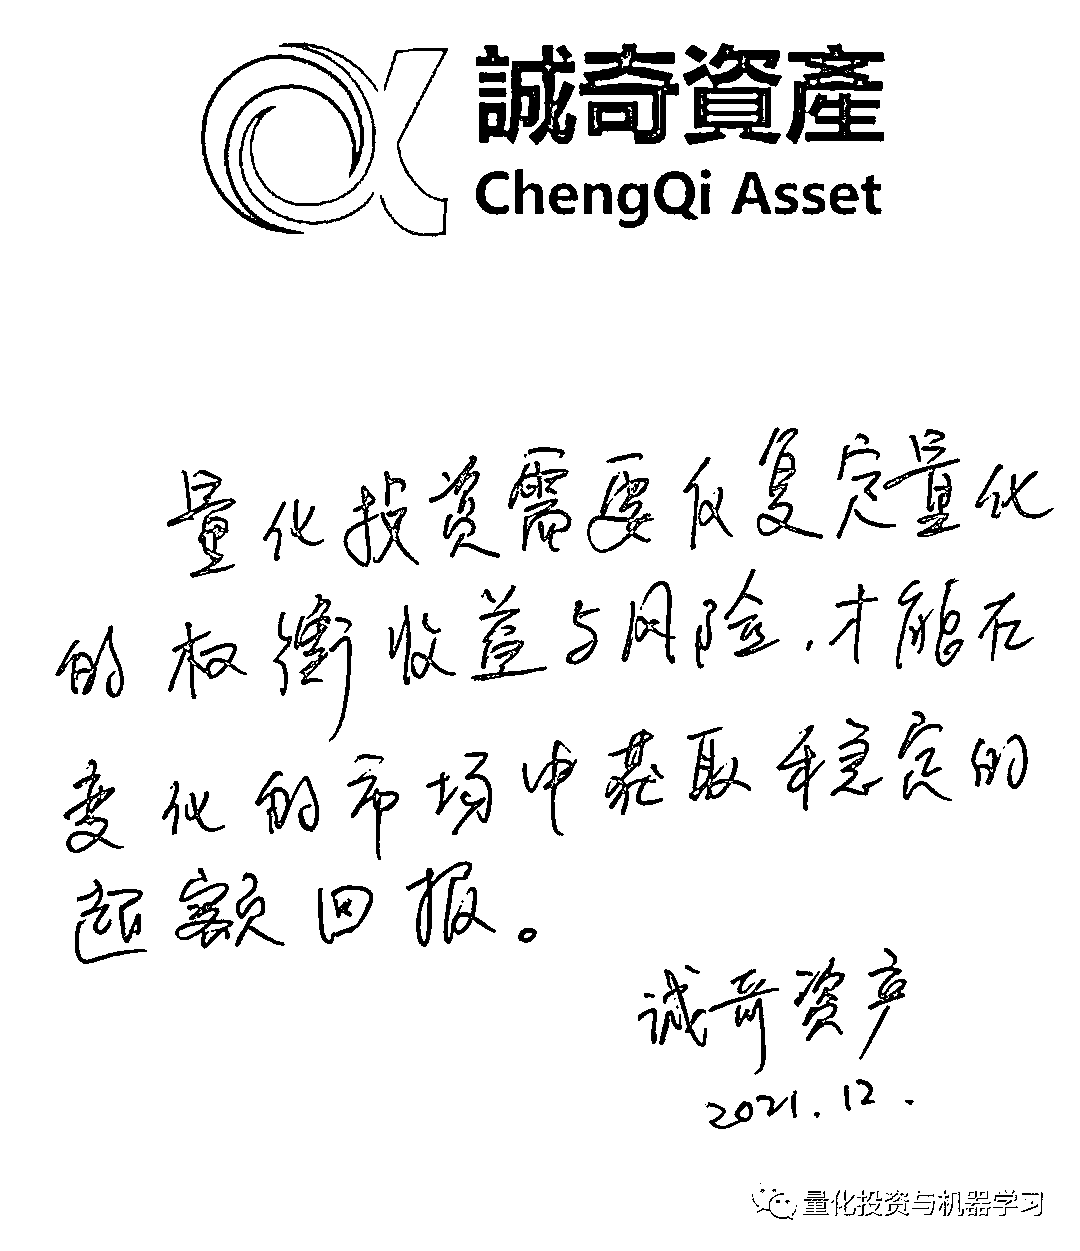 誠奇資產
ChengQi Asset
量化投资需要反复定量化
的权衡收益与风险,才能在
变化的市场中获取稳定的
超额回报。
诚奇资产
2021.12.
量化投资与机器学习